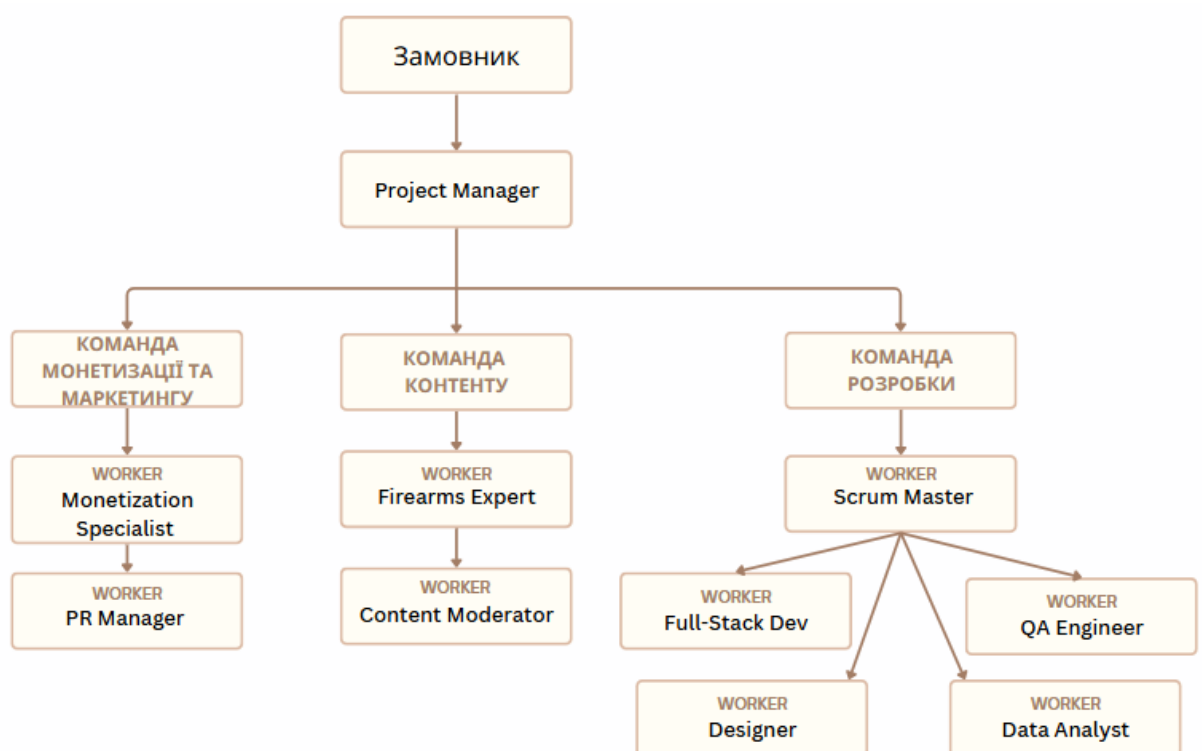 Замовник
Project Manager
КОМАНДА
МОНЕТИЗАЦІЇ ТА
МАРКЕТИНГУ
КОМАНДА
КОНТЕНТУ
КОМАНДА
РОЗРОБКИ
WORKER
Monetization
Specialist
WORKER
Firearms Expert
WORKER
Scrum Master
WORKER
PR Manager
WORKER
Content Moderator
WORKER
Full-Stack Dev
WORKER
QA Engineer
WORKER
Designer
WORKER
Data Analyst